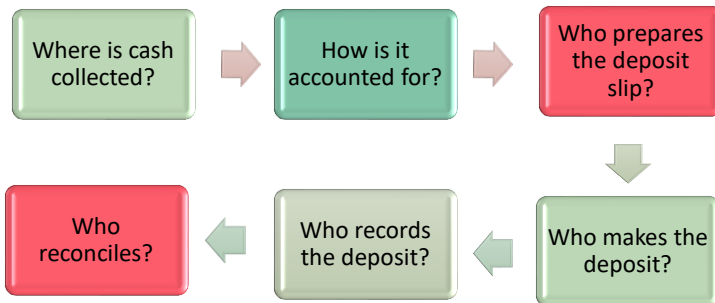 Where is cash
collected?
How is it
accounted for?
Who prepares
the deposit
slip?
Who makes the
deposit?
Who records
the deposit?
Who
reconciles?